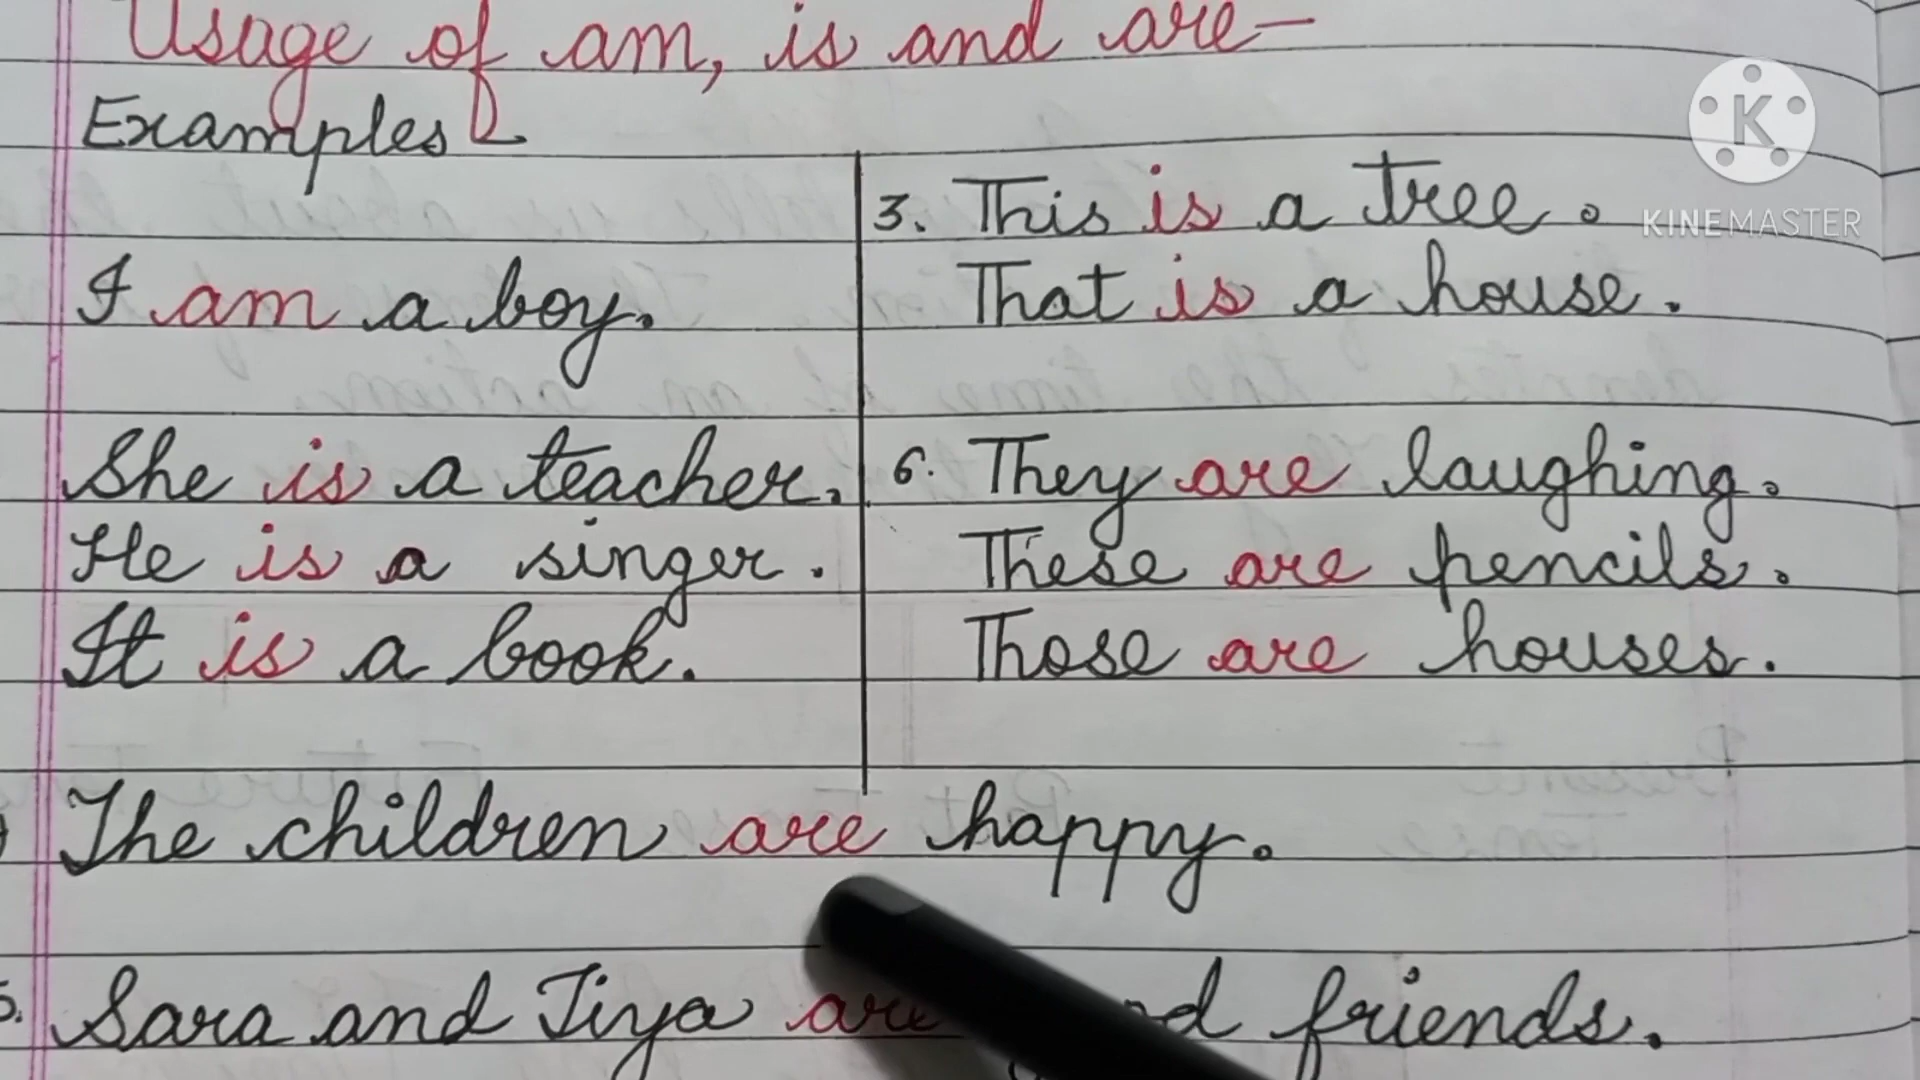 Usage of am, is and are—
Examples
I am a boy.
She is a teacher.
He is a singer.
It is a book.
3. This is a tree.
That is a house.
6. They are laughing.
These are pencils.
Those are houses.
The children are happy.
5. Sara and Tiya are friends.
K
KINEMASTER